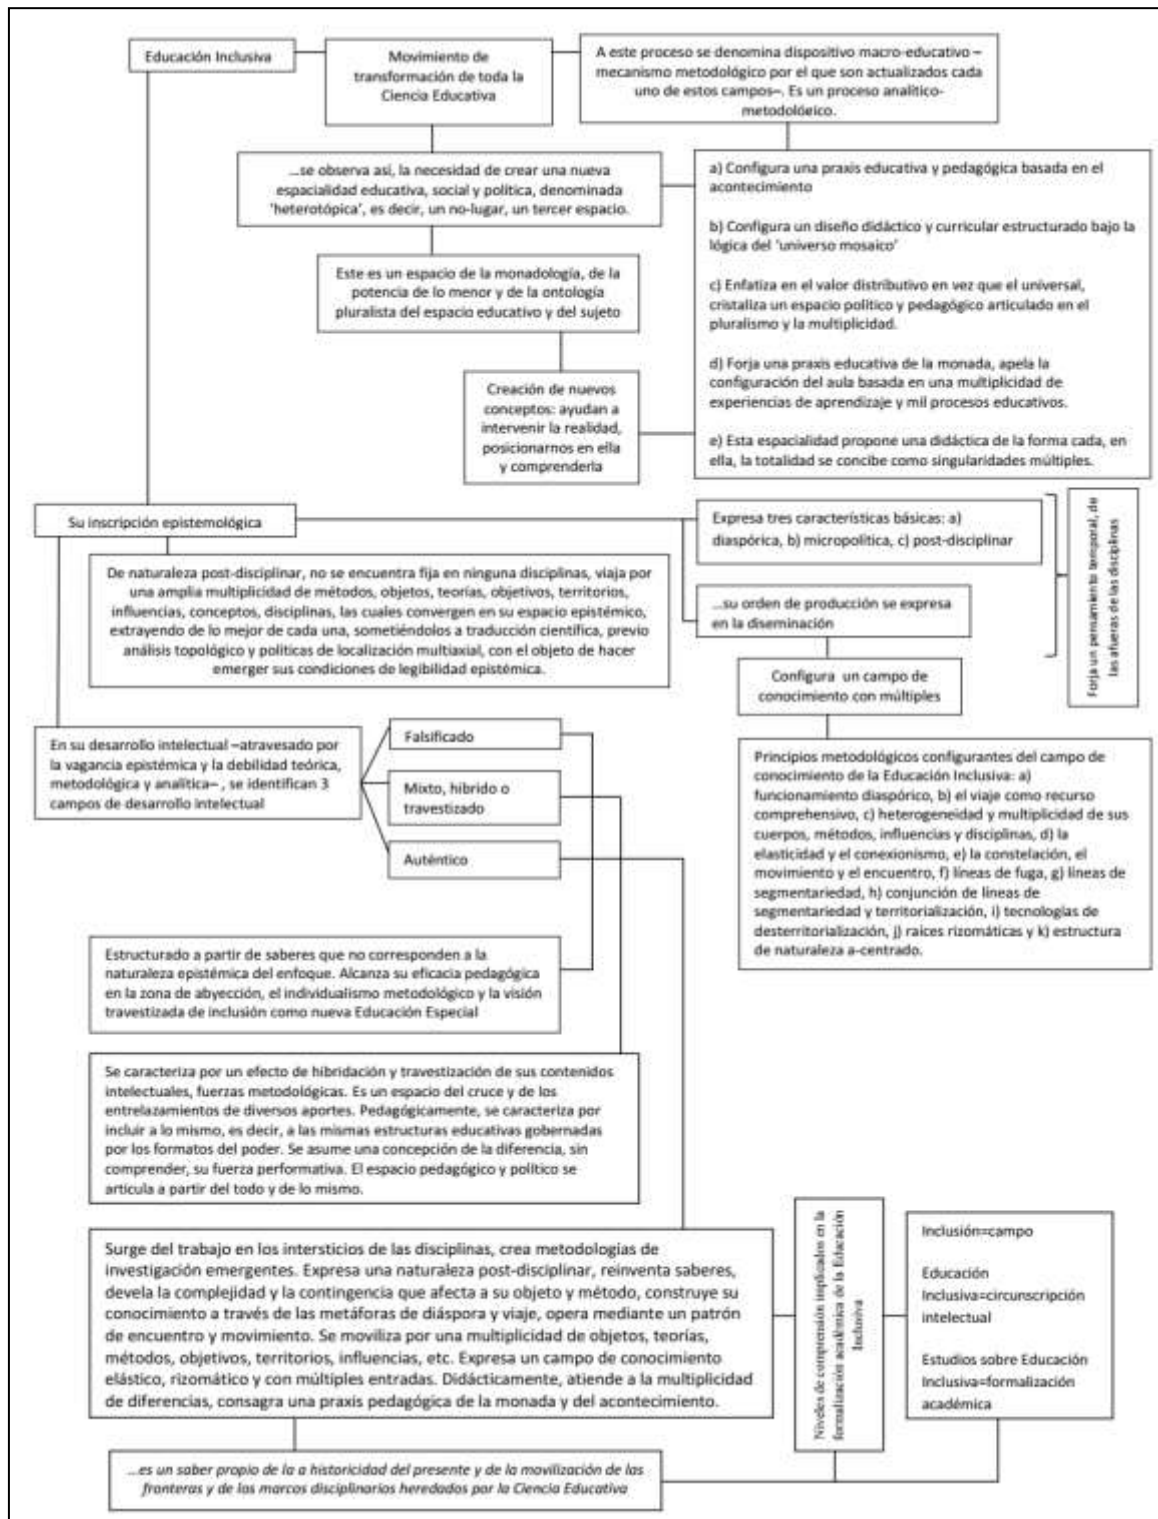 Educación Inclusiva
Movimiento de
transformación de toda la
Ciencia Educativa
A este proceso se denomina dispositivo macro-educativo –
mecanismo metodológico por el que son actualizados cada
uno de estos campos–. Es un proceso analítico-
metodolóeico.
…se observa así, la necesidad de crear una nueva
espacialidad educativa, social y política, denominada
'heterotópica', es decir, un no-lugar, un tercer espacio.
a) Configura una praxis educativa y pedagógica basada en el
acontecimiento
b) Configura un diseño didáctico y curricular estructurado bajo la
lógica del 'universo mosaico'
c) Enfatiza en el valor distributivo en vez que el universal,
cristaliza un espacio político y pedagógico articulado en el
pluralismo y la multiplicidad.
d) Forja una praxis educativa de la monada, apela la
configuración del aula basada en una multiplicidad de
experiencias de aprendizaje y mil procesos educativos.
e) Esta espacialidad propone una didáctica de la forma cada, en
ella, la totalidad se concibe como singularidades múltiples.
Este es un espacio de la monadología, de la
potencia de lo menor y de la ontología
pluralista del espacio educativo y del sujeto
Creación de nuevos
conceptos: ayudan a
intervenir la realidad,
posicionarnos en ella
y comprenderla
Su inscripción epistemológica
Expresa tres características básicas: a)
diaspórica, b) micropolítica, c) post-disciplinar
Forja un pensamiento temporal, de
las afueras de las disciplinas
De naturaleza post-disciplinar, no se encuentra fija en ninguna disciplinas, viaja por
una amplia multiplicidad de métodos, objetos, teorías, objetivos, territorios,
influencias, conceptos, disciplinas, las cuales convergen en su espacio epistémico,
extrayendo de lo mejor de cada una, sometiéndolos a traducción científica, previo
análisis topológico y políticas de localización multiaxial, con el objeto de hacer
emerger sus condiciones de legibilidad epistémica.
…su orden de producción se expresa
en la diseminación
Configura un campo de
conocimiento con múltiples
En su desarrollo intelectual –atravesado por
la vagancia epistémica y la debilidad teórica,
metodológica y analítica– , se identifican 3
campos de desarrollo intelectual
Falsificado
Mixto, híbrido o
travestizado
Auténtico
Principios metodológicos configurantes del campo de
conocimiento de la Educación Inclusiva: a)
funcionamiento diaspórico, b) el viaje como recurso
comprehensivo, c) heterogeneidad y multiplicidad de sus
cuerpos, métodos, influencias y disciplinas, d) la
elasticidad y el conexionismo, e) la constelación, el
movimiento y el encuentro, f) líneas de fuga, g) líneas de
segmentariedad, h) conjunción de líneas de
segmentariedad y territorialización, i) tecnologías de
desterritorialización, j) raíces rizomáticas y k) estructura
de naturaleza a-centrado.
Estructurado a partir de saberes que no corresponden a la
naturaleza epistémica del enfoque. Alcanza su eficacia pedagógica
en la zona de abyección, el individualismo metodológico y la visión
travestizada de inclusión como nueva Educación Especial
Se caracteriza por un efecto de hibridación y travestización de sus contenidos
intelectuales, fuerzas metodológicas. Es un espacio del cruce y de los
entrelazamientos de diversos aportes. Pedagógicamente, se caracteriza por
incluir a lo mismo, es decir, a las mismas estructuras educativas gobernadas
por los formatos del poder. Se asume una concepción de la diferencia, sin
comprender, su fuerza performativa. El espacio pedagógico y político se
articula a partir del todo y de lo mismo.
Surge del trabajo en los intersticios de las disciplinas, crea metodologías de
investigación emergentes. Expresa una naturaleza post-disciplinar, reinventa saberes,
devela la complejidad y la contingencia que afecta a su objeto y método, construye su
conocimiento a través de las metáforas de diáspora y viaje, opera mediante un patrón
de encuentro y movimiento. Se moviliza por una multiplicidad de objetos, teorías,
métodos, objetivos, territorios, influencias, etc. Expresa un campo de conocimiento
elástico, rizomático y con múltiples entradas. Didácticamente, atiende a la multiplicidad
de diferencias, consagra una praxis pedagógica de la monada y del acontecimiento.
Niveles de comprensión implicados en la
formalización académica de la Educación
Inclusiva
Inclusión=campo
Educación
Inclusiva=circunscripción
intelectual
Estudios sobre Educación
Inclusiva=formalización
académica
…es un saber propio de la a historicidad del presente y de la movilización de las
fronteras y de los marcos disciplinarios heredados por la Ciencia Educativa